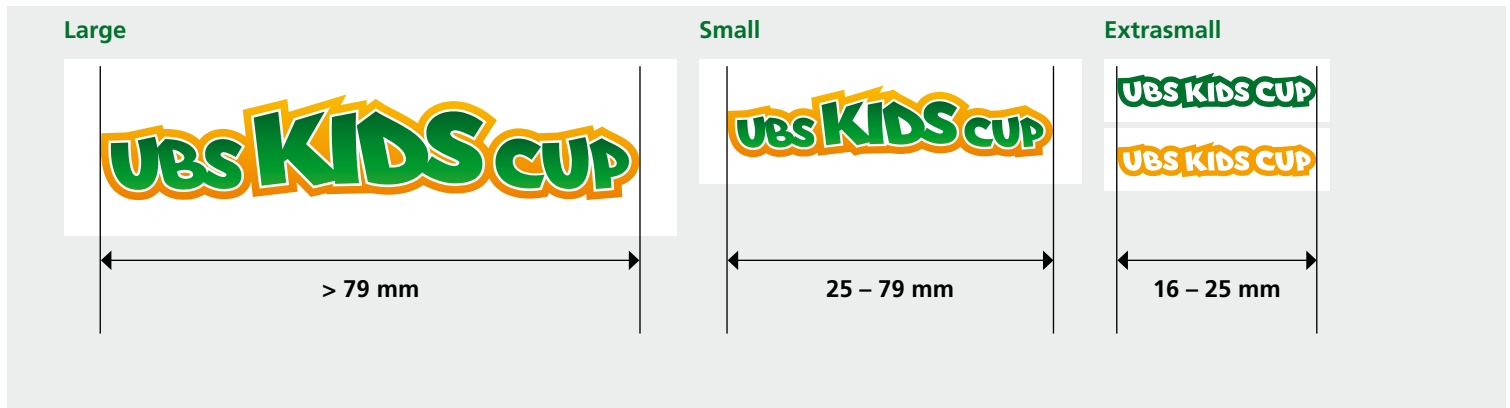 Large
UBS KIDS CUP
> 79 mm
Small
UBS KIDS CUP
25 – 79 mm
Extrasmall
UBS KIDS CUP
UBS KIDS CUP
16 – 25 mm